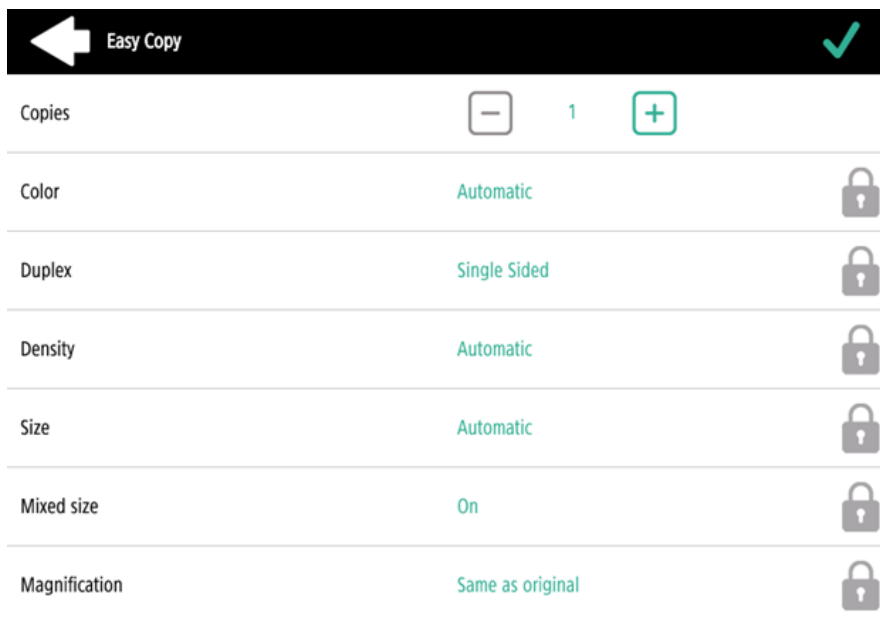 Easy Copy
Copies 1
Color Automatic
Duplex Single Sided
Density Automatic
Size Automatic
Mixed size On
Magnification Same as original